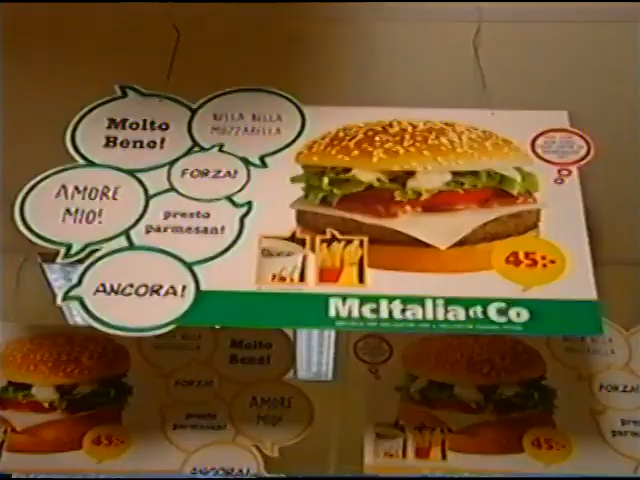 Molto
Bene!
BELLA BELLA
MOZZARELLA
FORZA!
AMORE
MIO!
presto
parmesan!
ANCORA!
45:-
McItalia et Co
Molto
Bene!
FORZA!
AMORE
MIO!
presto
parmesan!
ANCORA!
45:-
45:-
FORZA!